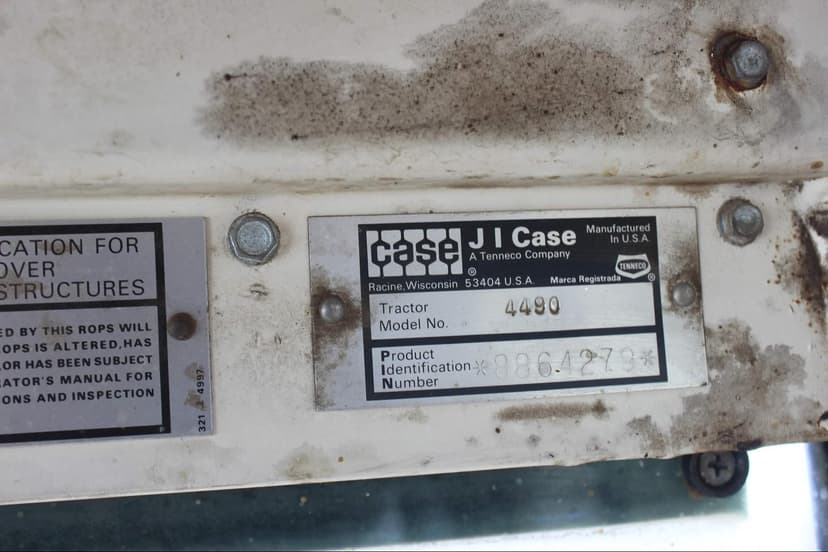 CATION FOR
OVER
STRUCTURES
ED BY THIS ROPS WILL
OPS IS ALTERED, HAS
OR HAS BEEN SUBJECT
RATOR'S MANUAL FOR
ONS AND INSPECTION
321 4997
case ®
J I Case
A Tenneco Company
Manufactured
In U.S.A.
TENNECO ®
Racine, Wisconsin 53404 U.S.A. Marca Registrada
Tractor
Model No. 4490
Product
Identification *8864279*
Number